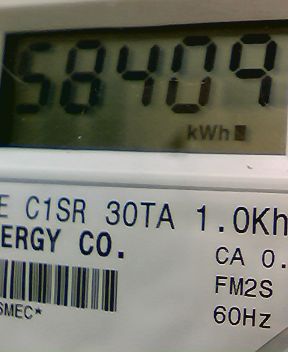 58409
kWh
E C1SR 30TA 1.0Kh
ERGY CO.
CA 0.
FM2S
SMEC*
60Hz